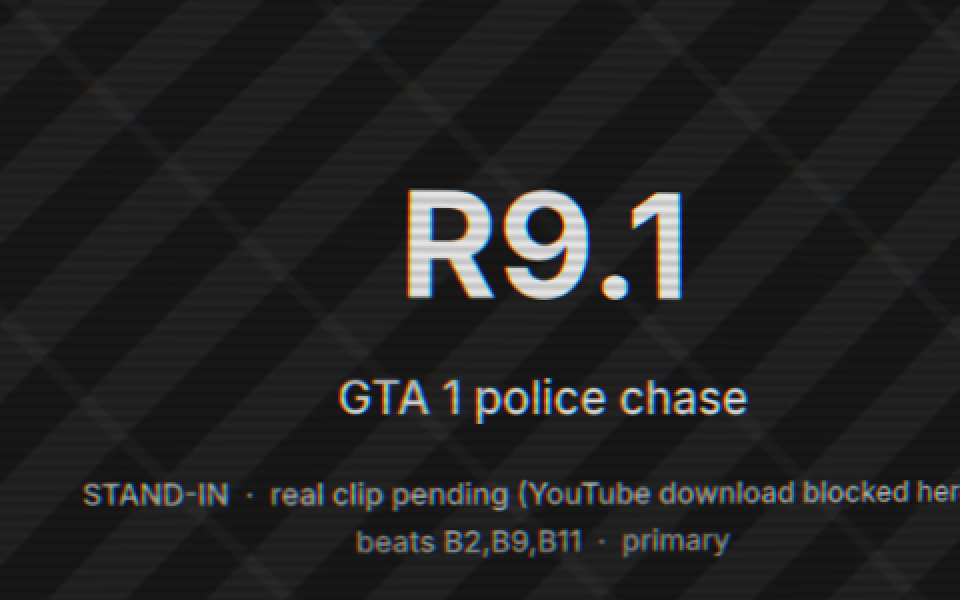 R9.1
GTA 1 police chase
STAND-IN · real clip pending (YouTube download blocked
beats B2,B9,B11 · primary